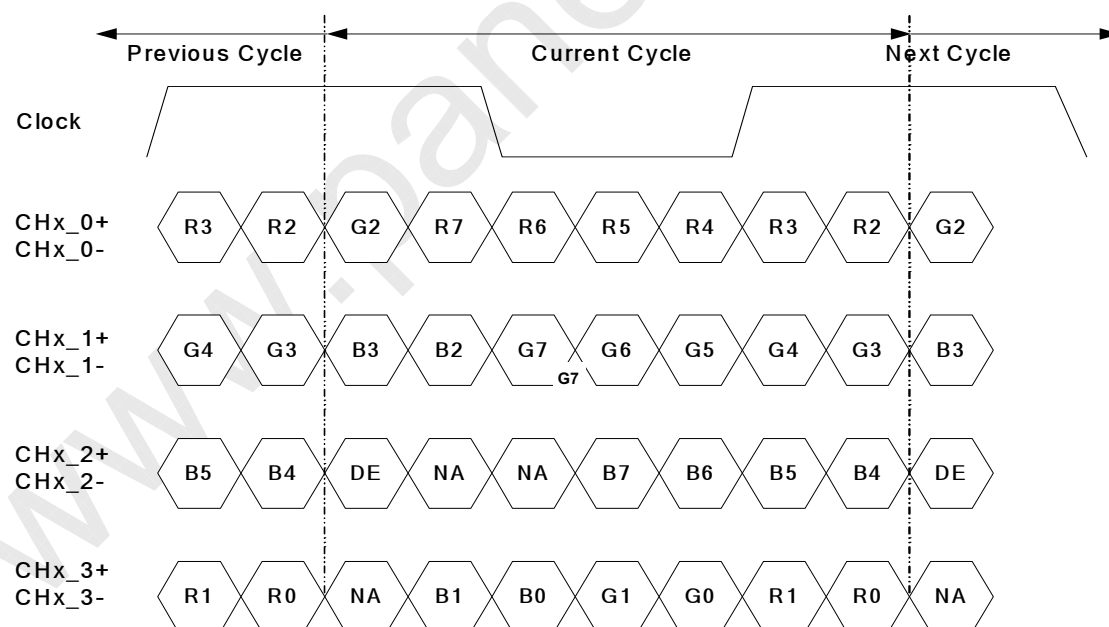 Previous Cycle Current Cycle Next Cycle
Clock
CHx_0+
CHx_0-
R3 R2 G2 R7 R6 R5 R4 R3 R2 G2
CHx_1+
CHx_1-
G4 G3 B3 B2 G7 G6 G5 G4 G3 B3
G7
CHx_2+
CHx_2-
B5 B4 DE NA NA B7 B6 B5 B4 DE
CHx_3+
CHx_3-
R1 R0 NA B1 B0 G1 G0 R1 R0 NA
www.pane